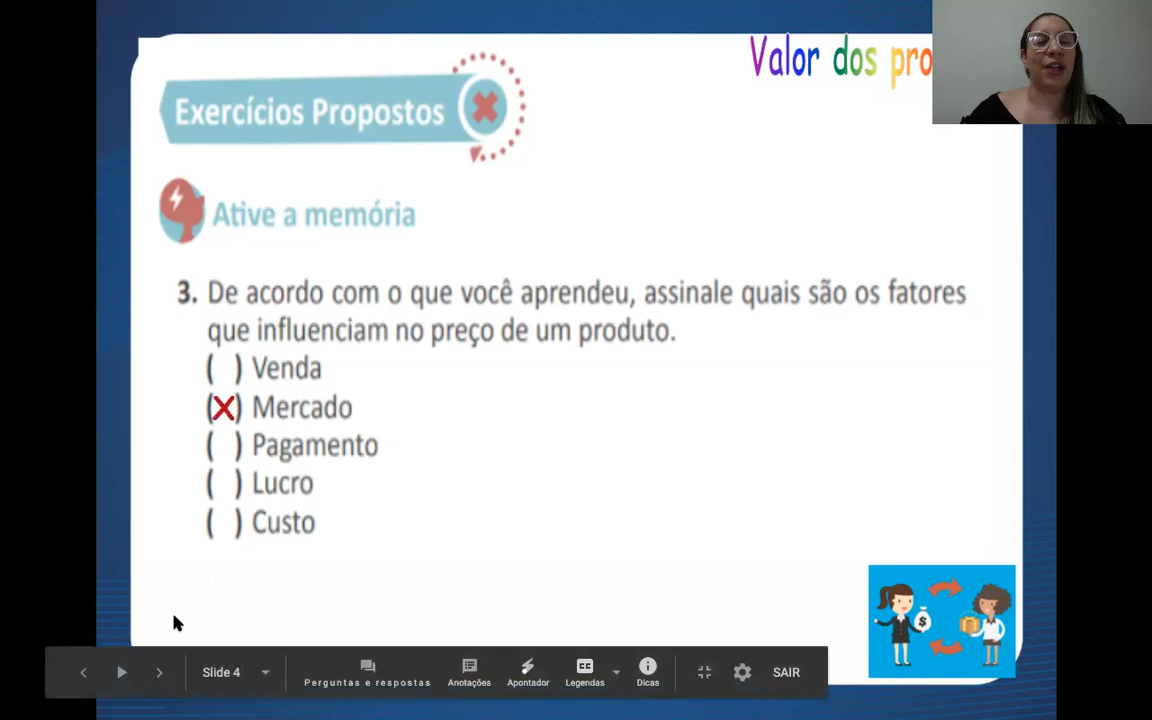 Valor dos pro
Exercícios Propostos
Ative a memória
3. De acordo com o que você aprendeu, assinale quais são os fatores
que influenciam no preço de um produto.
( ) Venda
(X) Mercado
( ) Pagamento
( ) Lucro
( ) Custo
$
Slide 4
Perguntas e respostas
Anotações
Apontador
CC
Legendas
Dicas
SAIR